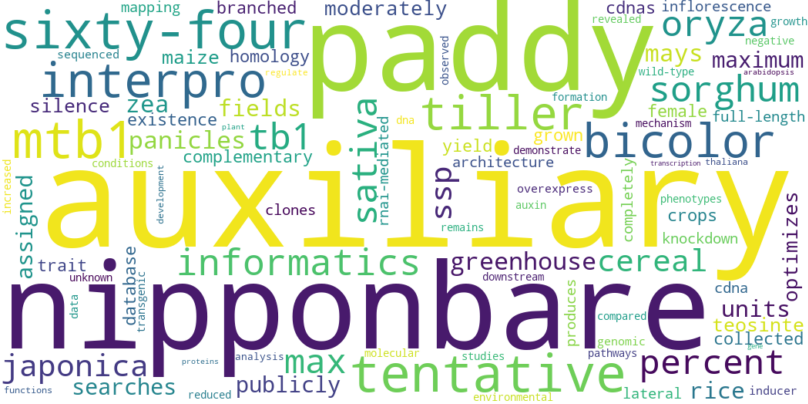 mapping branched moderately cdnas inflorescence
sixty-four paddy oryza growth
sequenced maize homology observed revealed negative
interpro regulate mays maximum
wild-type arabidopsis
silence zea fields tiller sorghum
existence dna formation female full-length
mtb1 panicles tb1 sativa rnai-mediated yield grown bicolor
complementary architecture demonstrate mechanism
conditions plant transcription thaliana
increased auxiliary
assigned development clones ssp overexpress completely phenotypes optimizes
auxin crops
remains knockdown
trait database informatics greenhouse cereal
unknown transgenic downstream cdna
data nipponbare produces compared genomic units
teosinte
collected
japonica proteins analysis max molecular studies pathways percent gene
searches publicly tentative rice
functions reduced environmental lateral inducer